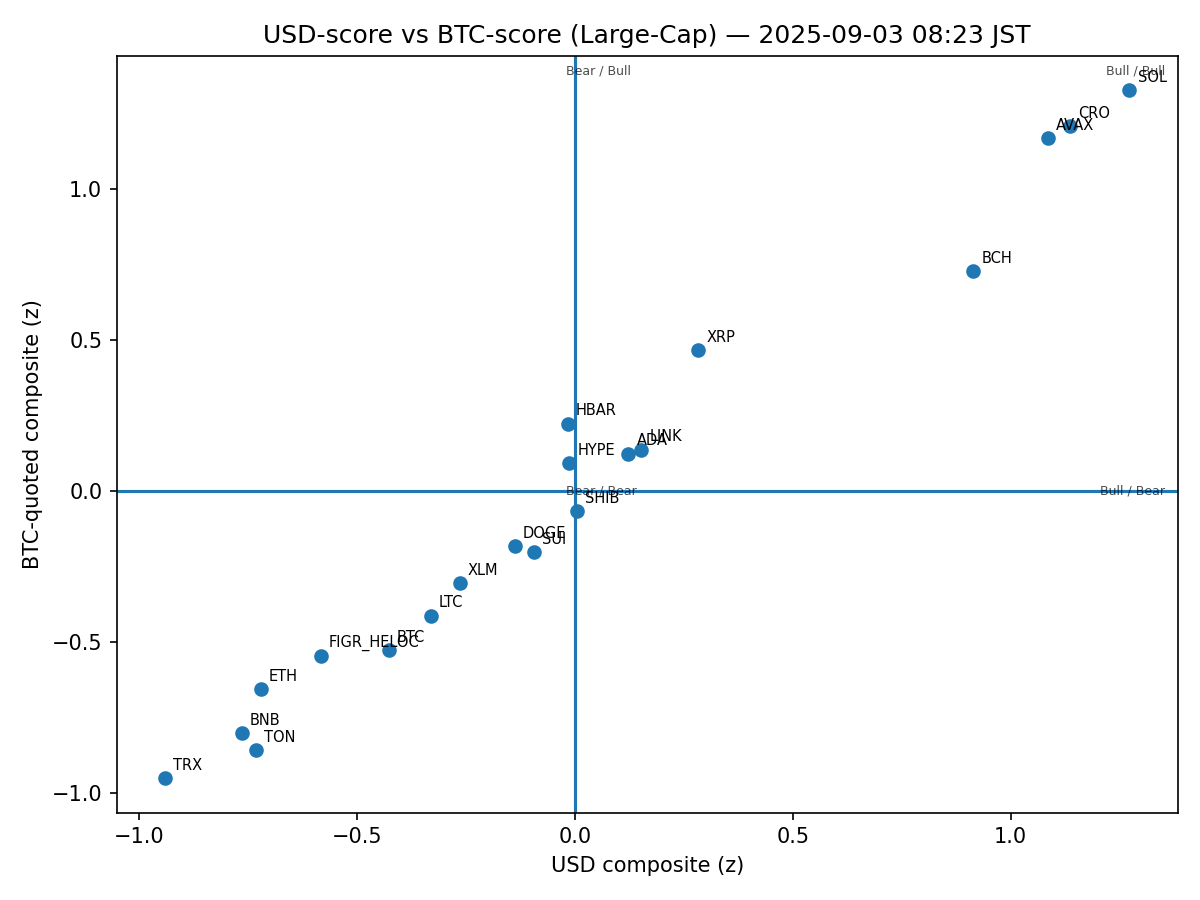 USD-score vs BTC-score (Large-Cap) — 2025-09-03 08:23 JST
Bear / Bull
Bull / Bull
SOL
CRO
AVAX
1.0
BCH
XRP
0.5
HBAR
LINK
ADA
HYPE
0.0
Bear / Bear
Bull / Bear
SHIB
DOGE
SUI
XLM
LTC
BTC
FIGR_HELOC
−0.5
ETH
BNB
TON
TRX
−1.0
−1.0
−0.5
0.0
0.5
1.0
USD composite (z)
BTC-quoted composite (z)